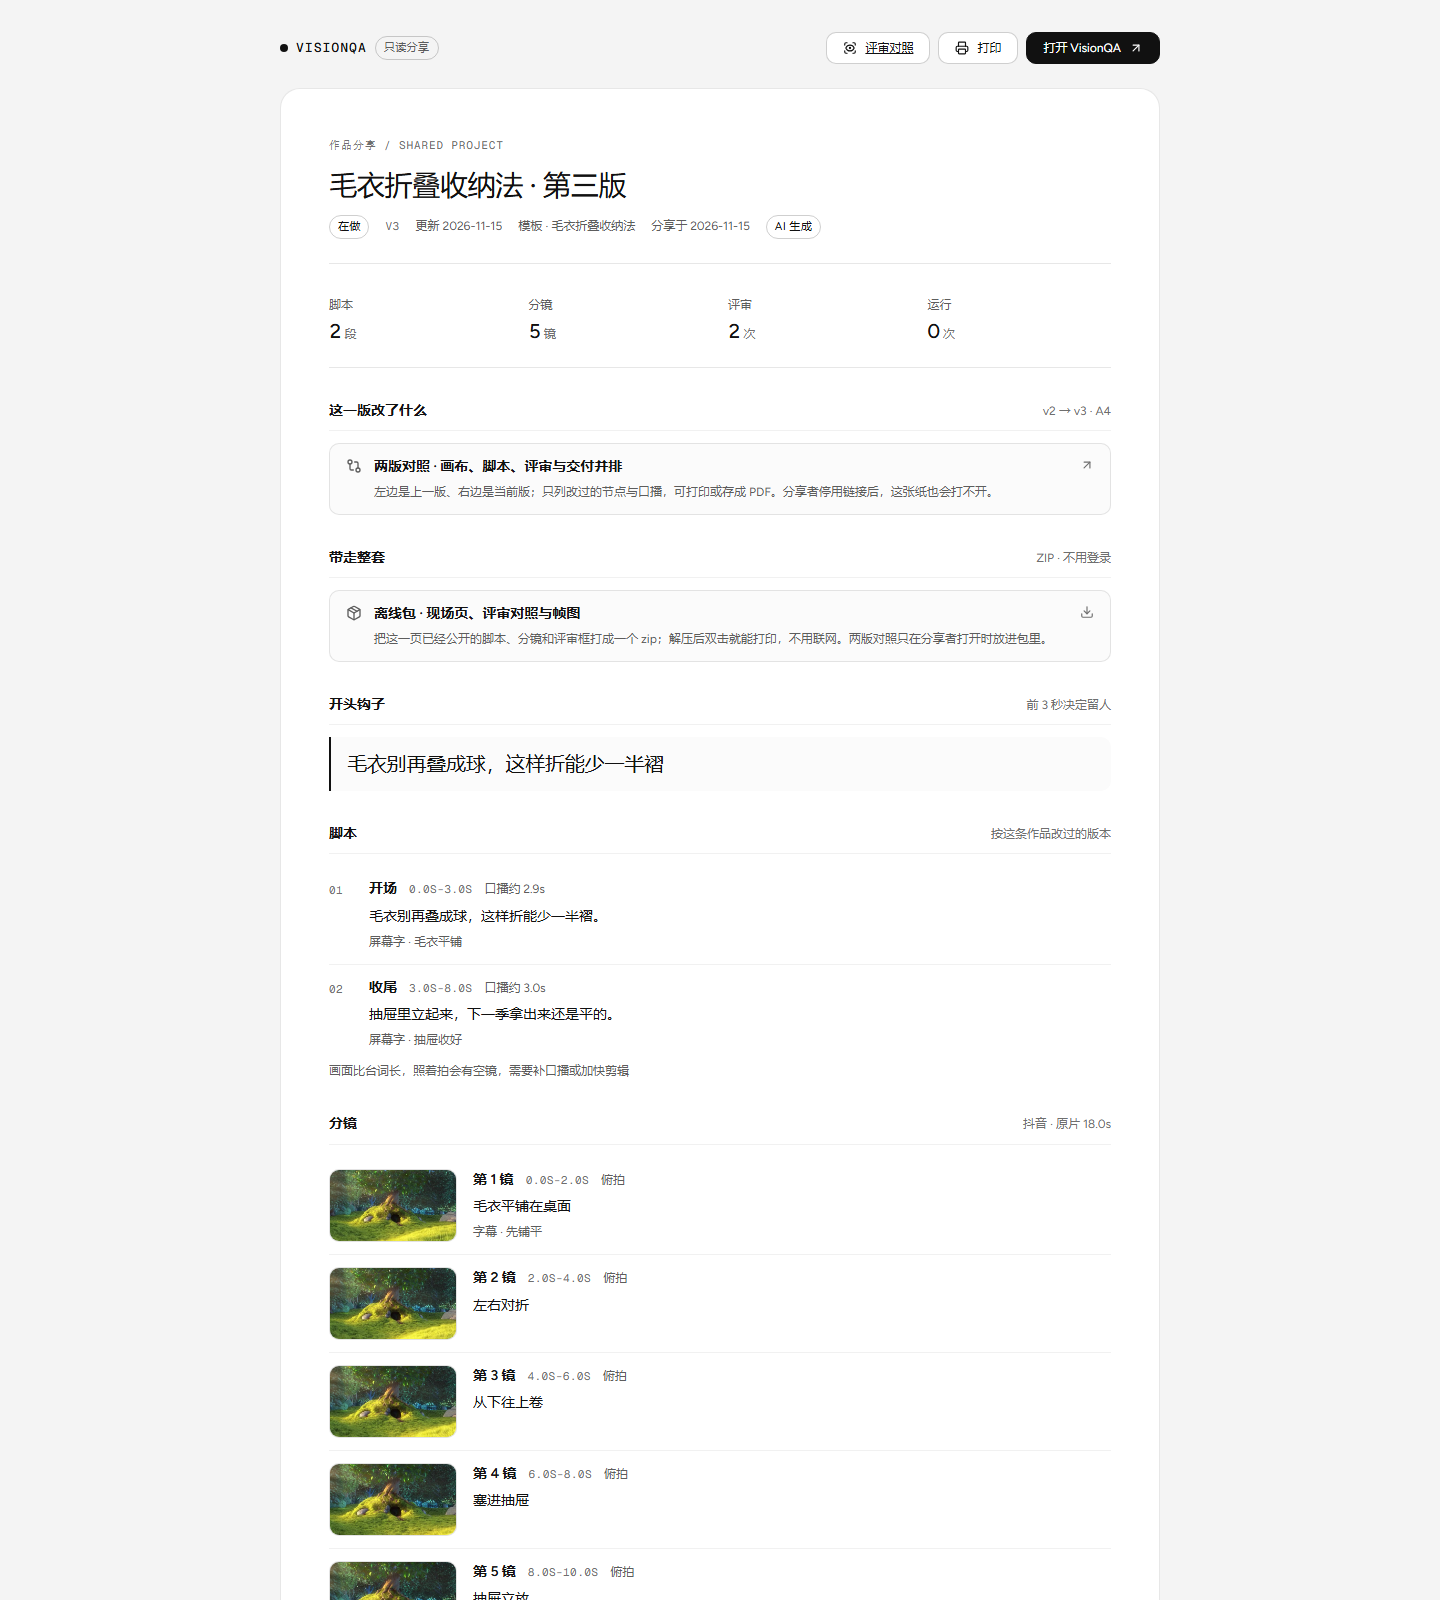 VISIONQA 只读分享 评审对照 打印 打开 VisionQA
作品分享 / SHARED PROJECT
毛衣折叠收纳法 · 第三版
在做 V3 更新 2026-11-15 模板 · 毛衣折叠收纳法 分享于 2026-11-15 AI 生成
脚本 分镜 评审 运行
2 段 5 镜 2 次 0 次
这一版改了什么 v2 → v3 · A4
两版对照 · 画布、脚本、评审与交付并排
左边是上一版、右边是当前版；只列改过的节点与口播，可打印或存成 PDF。分享者停用链接后，这张纸也会打不开。
带走整套 ZIP · 不用登录
离线包 · 现场页、评审对照与帧图
把这一页已经公开的脚本、分镜和评审框打成一个 zip；解压后双击就能打印，不用联网。两版对照只在分享者打开时放进包里。
开头钩子 前 3 秒决定留人
毛衣别再叠成球，这样折能少一半褶
脚本 按这条作品改过的版本
01 开场 0.0S-3.0S 口播约 2.9s
毛衣别再叠成球，这样折能少一半褶。
屏幕字 · 毛衣平铺
02 收尾 3.0S-8.0S 口播约 3.0s
抽屉里立起来，下一季拿出来还是平的。
屏幕字 · 抽屉收好
画面比台词长，照着拍会有空镜，需要补口播或加快剪辑
分镜 抖音 · 原片 18.0s
第 1 镜 0.0S-2.0S 俯拍
毛衣平铺在桌面
字幕 · 先铺平
第 2 镜 2.0S-4.0S 俯拍
左右对折
第 3 镜 4.0S-6.0S 俯拍
从下往上卷
第 4 镜 6.0S-8.0S 俯拍
塞进抽屉
第 5 镜 8.0S-10.0S 俯拍
抽屉立放